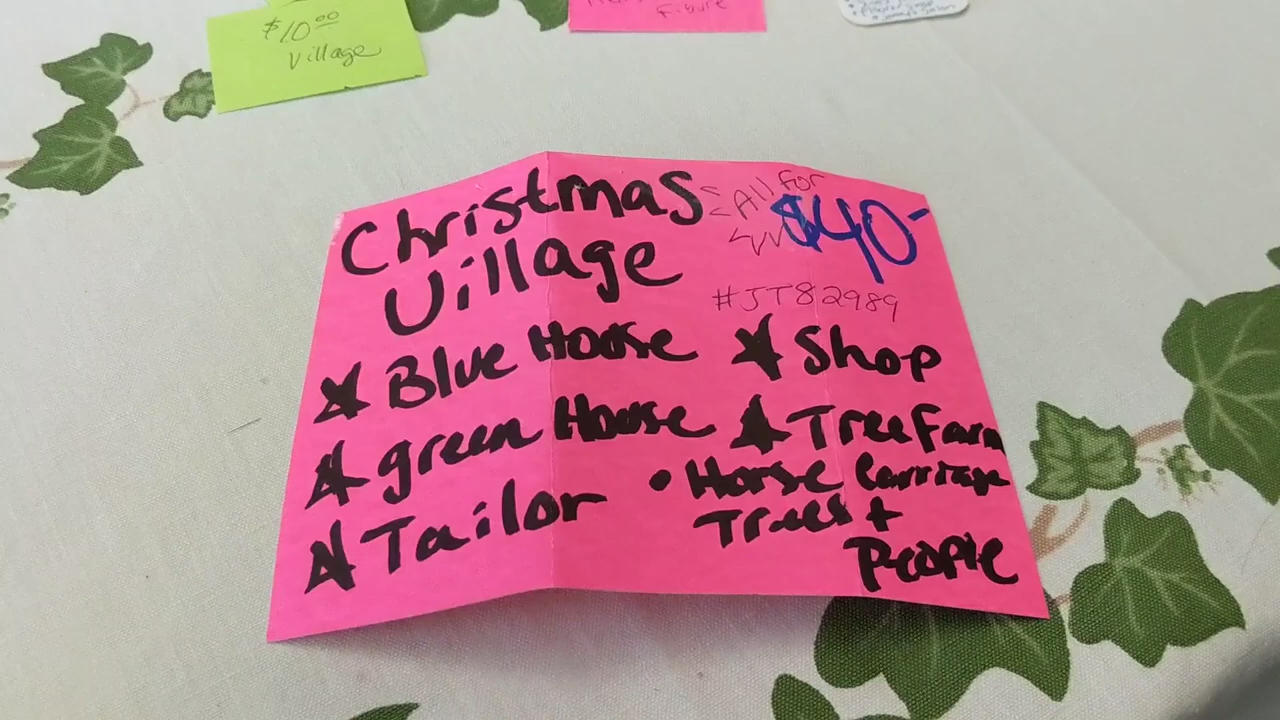 $10.00
Village
Figure
Christmas
Village
All for
$40-
#JT82989
Blue House
green House
Tailor
Shop
Tree Farm
Horse Carriage
Trees +
People